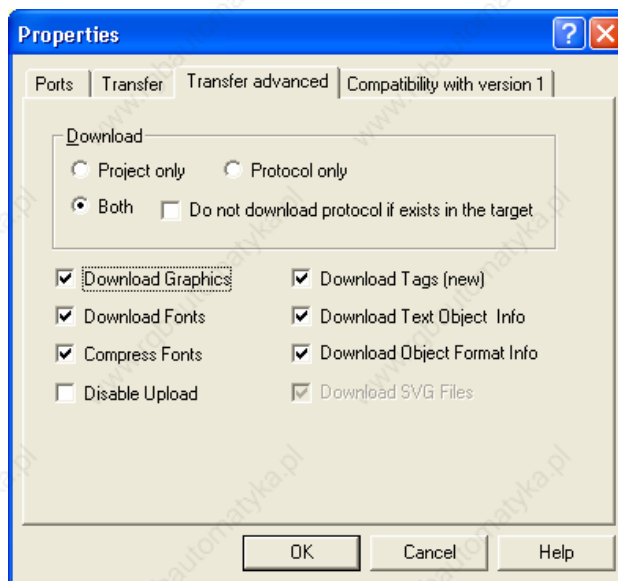 Properties
Ports Transfer Transfer advanced Compatibility with version 1
Download
Project only Protocol only
Both Do not download protocol if exists in the target
Download Graphics Download Tags (new)
Download Fonts Download Text Object Info
Compress Fonts Download Object Format Info
Disable Upload Download SVG Files
OK Cancel Help